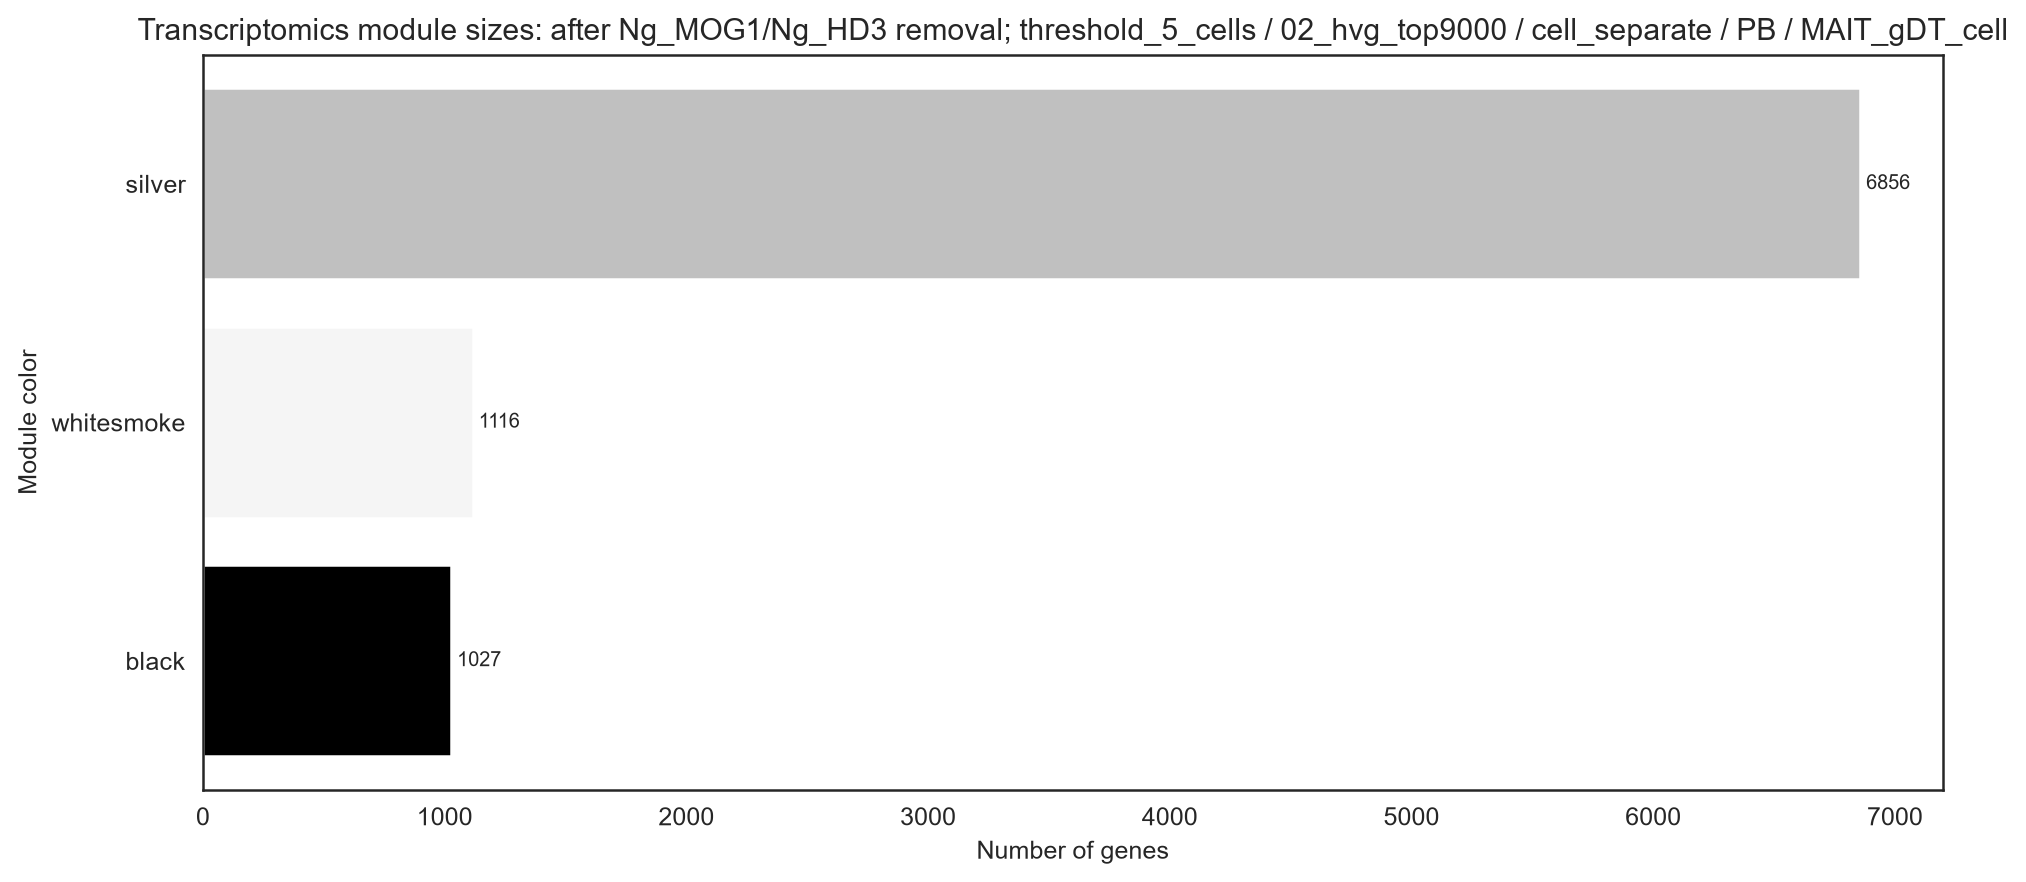 Transcriptomics module sizes: after Ng_MOG1/Ng_HD3 removal; threshold_5_cells / 02_hvg_top9000 / cell_separate / PB / MAIT_gDT_cell
silver
6856
Module color
whitesmoke
1116
black
1027
0 1000 2000 3000 4000 5000 6000 7000
Number of genes